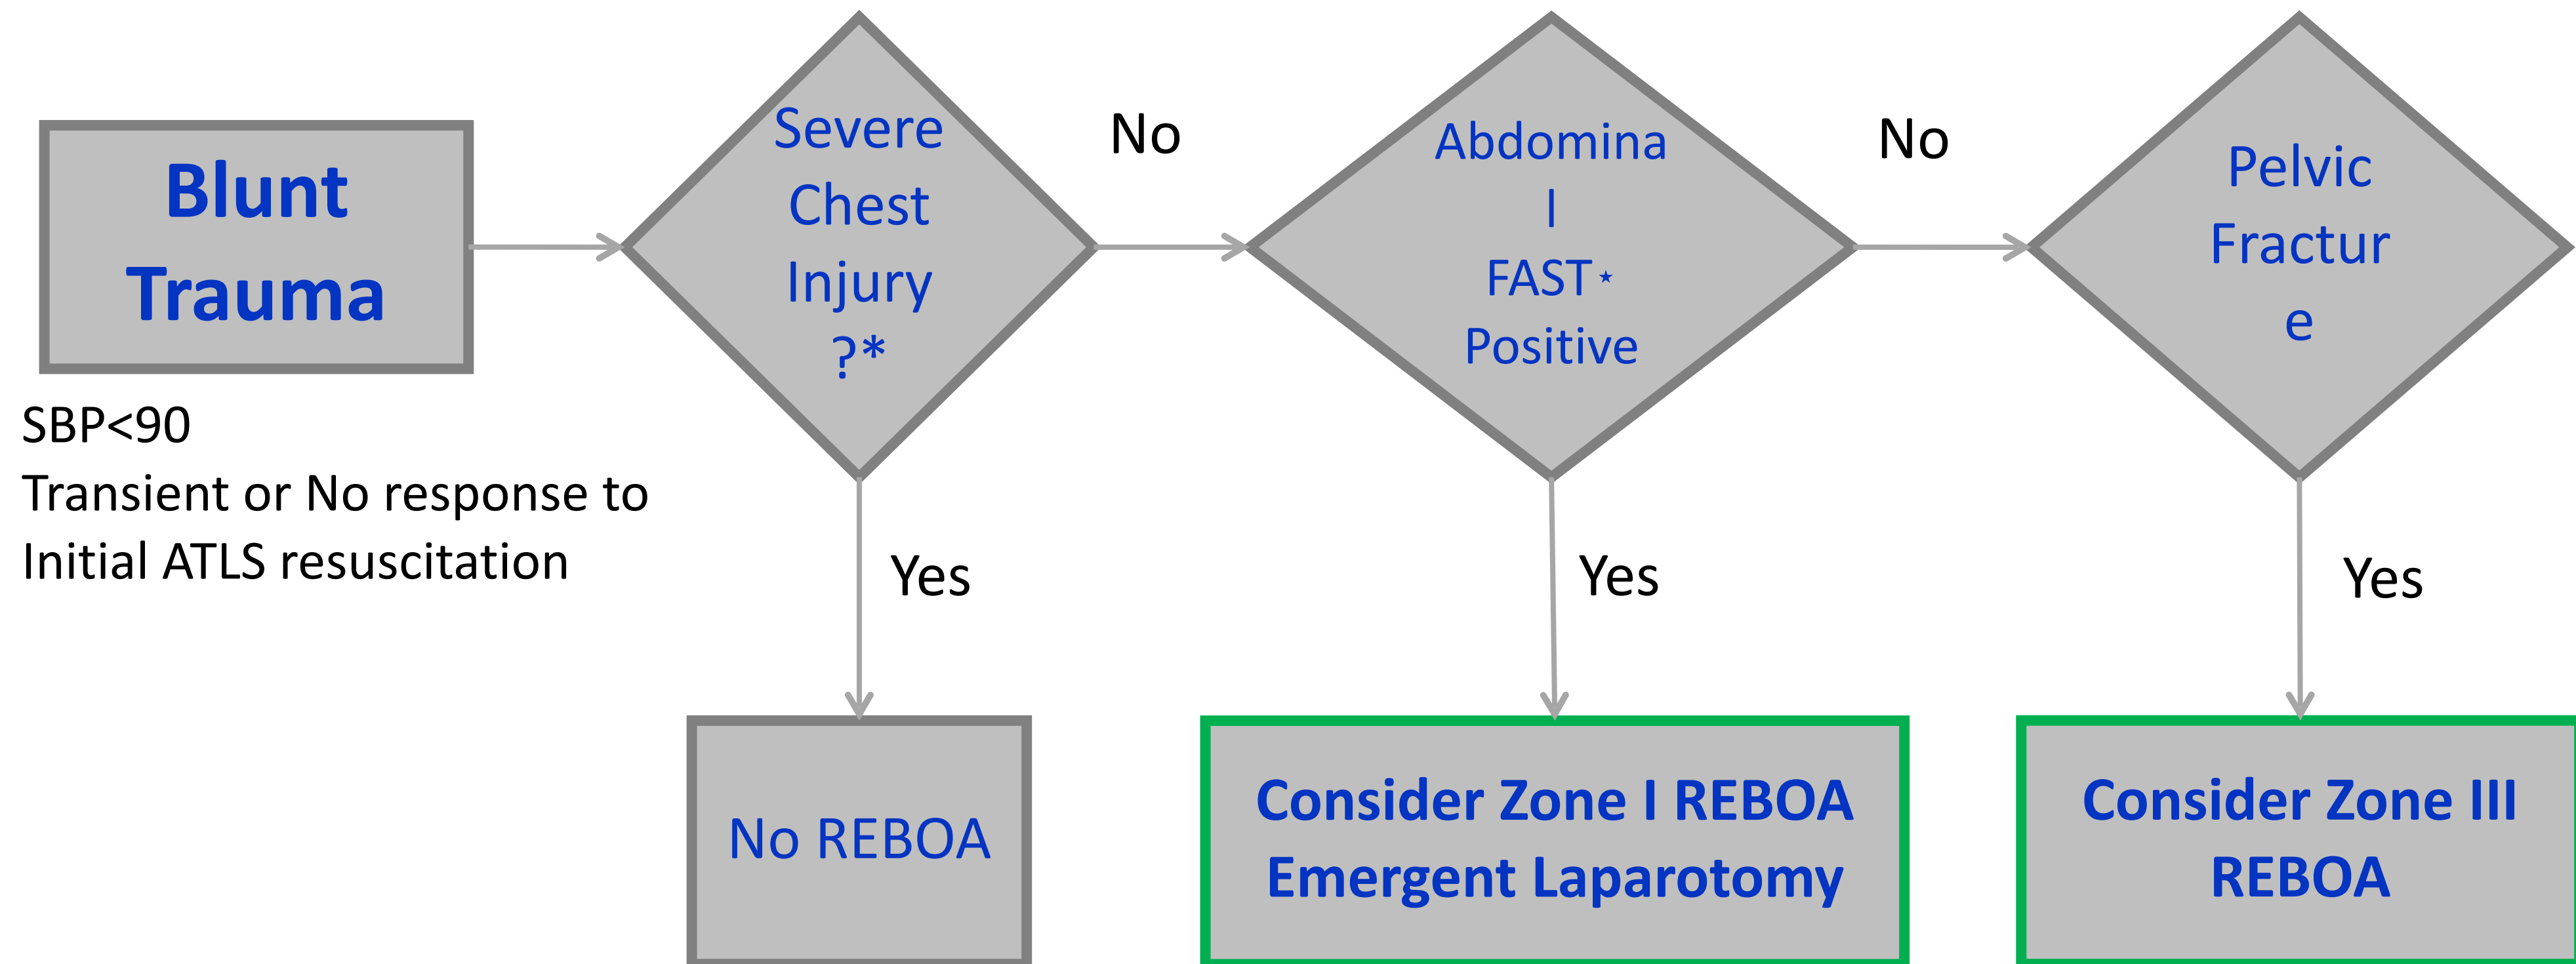 Blunt
Trauma
SBP<90
Transient or No response to
Initial ATLS resuscitation
Severe
Chest
Injury
?*
No
Yes
No REBOA
Abdomina
l
FAST⋆
Positive
No
Yes
Consider Zone I REBOA
Emergent Laparotomy
Pelvic
Fractur
e
Yes
Consider Zone III
REBOA